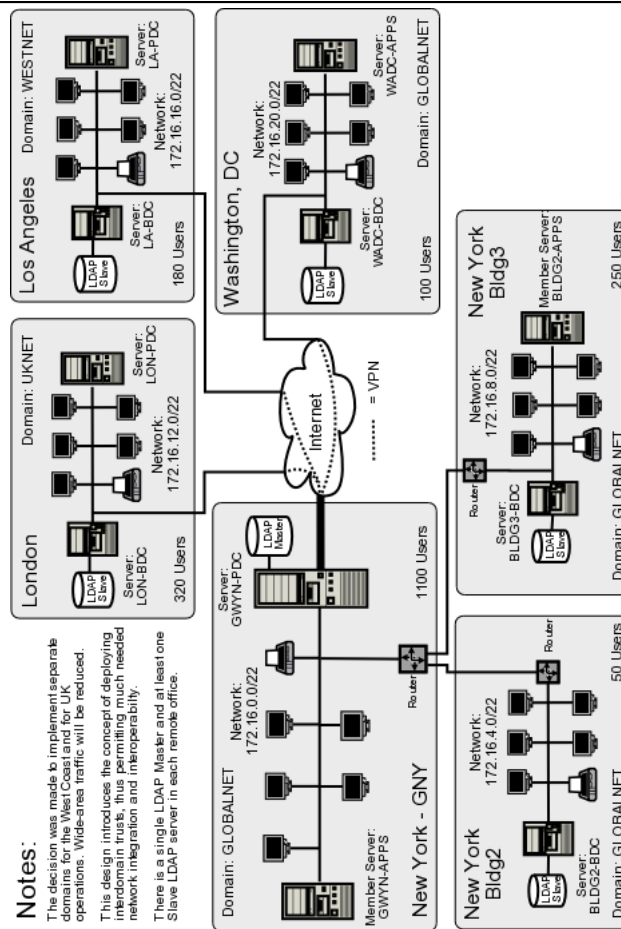 Notes:
The decision was made to implement separate
domains for the West Coast and for UK
operations. Wide-area traffic will be reduced.
This design introduces the concept of deploying
interdomain trusts, thus permitting much needed
network integration and interoperability.
There is a single LDAP Master and at least one
Slave LDAP server in each remote office.
London
Domain: UKNET
LDAP
Slave
Server:
LON-BDC
Network:
172.16.12.0/22
Server:
LON-PDC
320 Users
Los Angeles
Domain: WESTNET
LDAP
Slave
Server:
LA-BDC
Network:
172.16.16.0/22
Server:
LA-PDC
180 Users
Domain: GLOBALNET
Network:
172.16.0.0/22
Server:
GWYN-PDC
LDAP
Master
Member Server:
GWYN-APPS
Router
New York - GNY
1100 Users
Internet
= VPN
Washington, DC
LDAP
Slave
Server:
WADC-BDC
Network:
172.16.20.0/22
Server:
WADC-APPS
100 Users
Domain: GLOBALNET
New York
Bldg2
LDAP
Slave
Server:
BLDG2-BDC
Network:
172.16.4.0/22
Router
Domain: GLOBALNET
50 Users
Router
New York
Bldg3
LDAP
Slave
Server:
BLDG3-BDC
Network:
172.16.8.0/22
Member Server:
BLDG2-APPS
Domain: GLOBALNET
250 Users